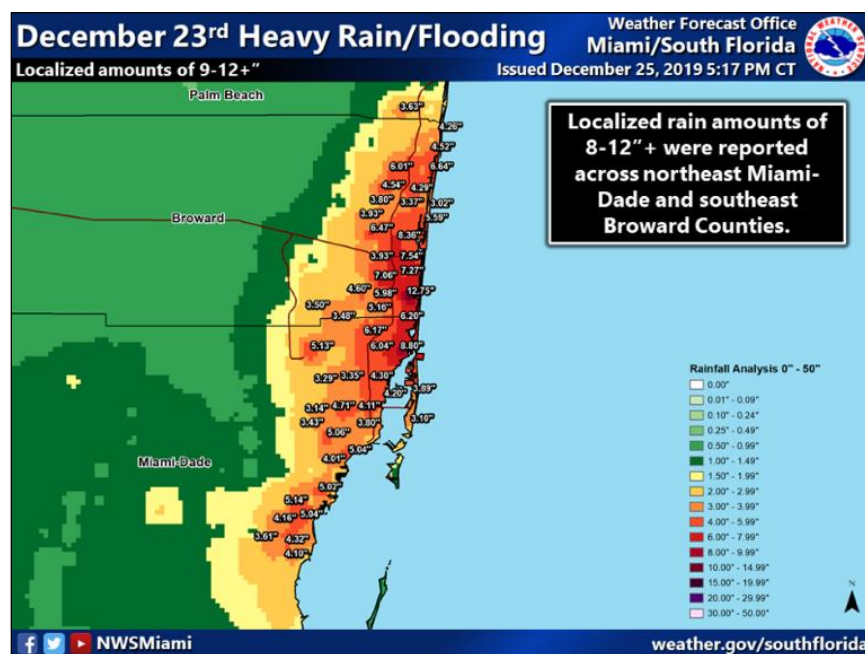 December 23rd Heavy Rain/Flooding
Localized amounts of 9-12+"
Weather Forecast Office
Miami/South Florida
Issued December 25, 2019 5:17 PM CT
NATIONAL WEATHER SERVICE
Palm Beach
3.63"
4.26"
4.52"
6.01"
6.64"
4.54"
4.29"
3.80"
3.37"
3.02"
3.93"
5.59"
Broward
6.47"
8.36"
3.93"
7.54"
7.06"
7.27"
4.60"
5.98"
12.75"
3.50"
5.16"
3.48"
6.20"
6.17"
5.13"
6.04"
8.80"
3.29"
3.35"
4.30"
4.20"
3.89"
3.14"
4.71"
4.11"
3.43"
3.80"
3.10"
5.06"
5.04"
Miami-Dade
4.01"
5.02"
5.14"
4.16"
5.04"
3.61"
4.32"
4.10"
Localized rain amounts of
8-12"+ were reported
across northeast Miami-
Dade and southeast
Broward Counties.
Rainfall Analysis 0" - 50"
0.00"
0.01" - 0.09"
0.10" - 0.24"
0.25" - 0.49"
0.50" - 0.99"
1.00" - 1.49"
1.50" - 1.99"
2.00" - 2.99"
3.00" - 3.99"
4.00" - 5.99"
6.00" - 7.99"
8.00" - 9.99"
10.00" - 14.99"
15.00" - 19.99"
20.00" - 29.99"
30.00" - 50.00"
N
NWSMiami
weather.gov/southflorida